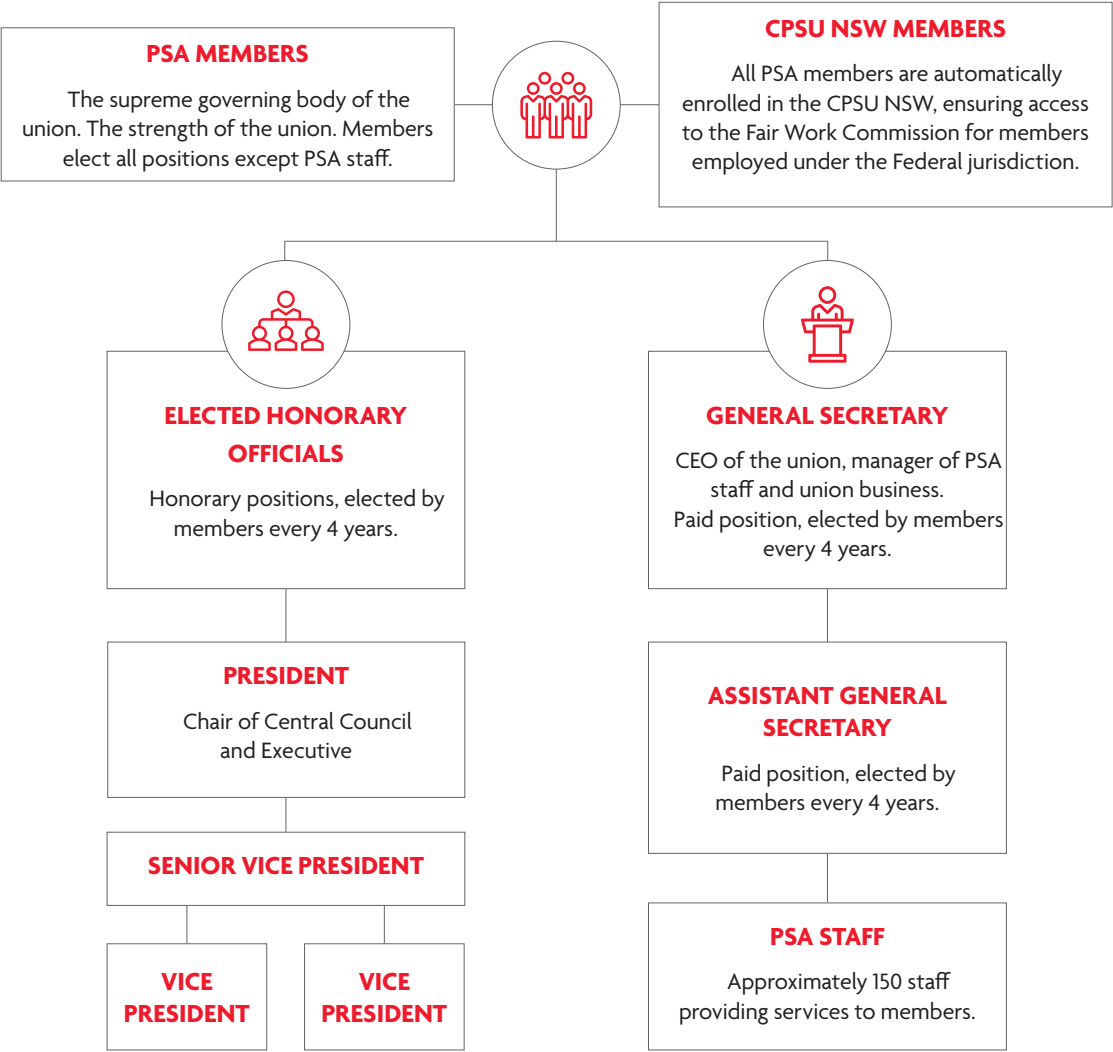 PSA MEMBERS
The supreme governing body of the
union. The strength of the union. Members
elect all positions except PSA staff.
CPSU NSW MEMBERS
All PSA members are automatically
enrolled in the CPSU NSW, ensuring access
to the Fair Work Commission for members
employed under the Federal jurisdiction.
ELECTED HONORARY
OFFICIALS
Honorary positions, elected by
members every 4 years.
PRESIDENT
Chair of Central Council
and Executive
SENIOR VICE PRESIDENT
VICE
PRESIDENT
VICE
PRESIDENT
GENERAL SECRETARY
CEO of the union, manager of PSA
staff and union business.
Paid position, elected by members
every 4 years.
ASSISTANT GENERAL
SECRETARY
Paid position, elected by
members every 4 years.
PSA STAFF
Approximately 150 staff
providing services to members.